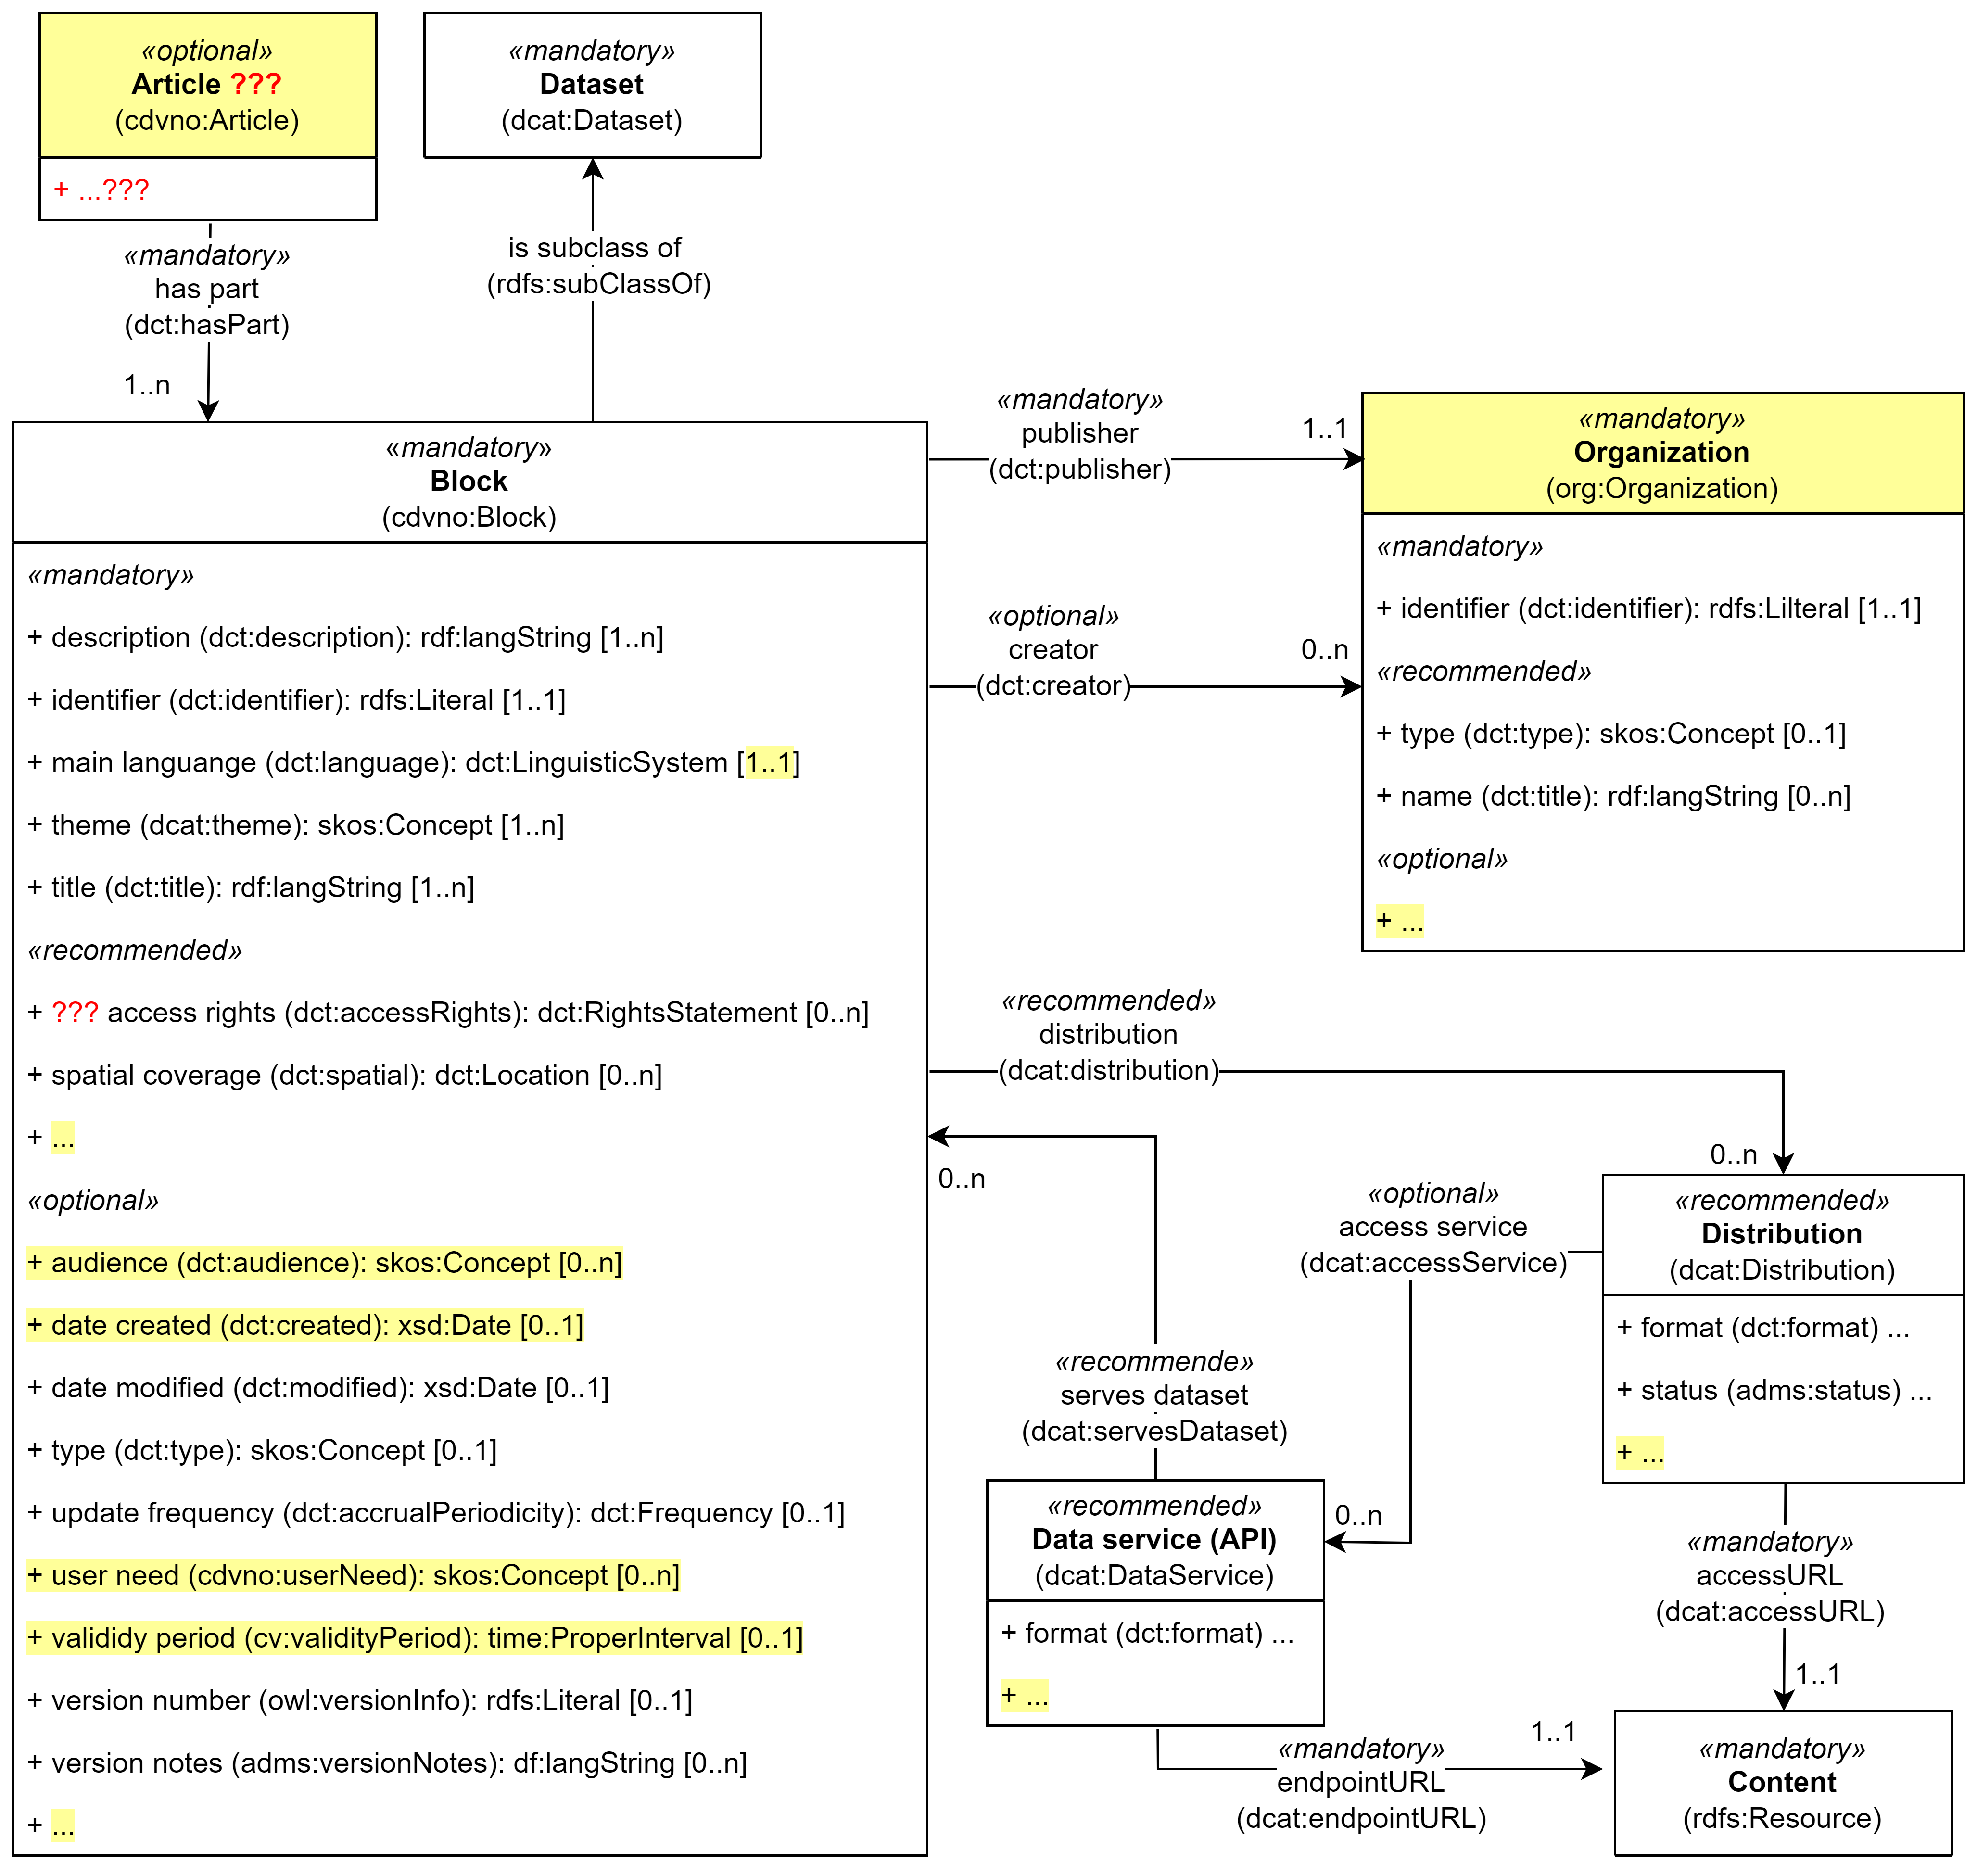 «optional»
Article ???
(cdvno:Article)
+ ...???
«mandatory»
Dataset
(dcat:Dataset)
«mandatory»
has part
(dct:hasPart)
1..n
is subclass of
(rdfs:subClassOf)
«mandatory»
Block
(cdvno:Block)
«mandatory»
+ description (dct:description): rdf:langString [1..n]
+ identifier (dct:identifier): rdfs:Literal [1..1]
+ main languange (dct:language): dct:LinguisticSystem [1..1]
+ theme (dcat:theme): skos:Concept [1..n]
+ title (dct:title): rdf:langString [1..n]
«recommended»
+ ??? access rights (dct:accessRights): dct:RightsStatement [0..n]
+ spatial coverage (dct:spatial): dct:Location [0..n]
+ ...
«optional»
+ audience (dct:audience): skos:Concept [0..n]
+ date created (dct:created): xsd:Date [0..1]
+ date modified (dct:modified): xsd:Date [0..1]
+ type (dct:type): skos:Concept [0..1]
+ update frequency (dct:accrualPeriodicity): dct:Frequency [0..1]
+ user need (cdvno:userNeed): skos:Concept [0..n]
+ valididy period (cv:validityPeriod): time:ProperInterval [0..1]
+ version number (owl:versionInfo): rdfs:Literal [0..1]
+ version notes (adms:versionNotes): df:langString [0..n]
+ ...
«mandatory»
publisher
(dct:publisher)
1..1
«optional»
creator
(dct:creator)
0..n
«mandatory»
Organization
(org:Organization)
«mandatory»
+ identifier (dct:identifier): rdfs:Lilteral [1..1]
«recommended»
+ type (dct:type): skos:Concept [0..1]
+ name (dct:title): rdf:langString [0..n]
«optional»
+ ...
«recommended»
distribution
(dcat:distribution)
0..n
0..n
«optional»
access service
(dcat:accessService)
«recommended»
Distribution
(dcat:Distribution)
+ format (dct:format) ...
+ status (adms:status) ...
+ ...
«recommende»
serves dataset
(dcat:servesDataset)
«recommended»
Data service (API)
(dcat:DataService)
+ format (dct:format) ...
+ ...
0..n
«mandatory»
accessURL
(dcat:accessURL)
1..1
«mandatory»
endpointURL
(dcat:endpointURL)
1..1
«mandatory»
Content
(rdfs:Resource)